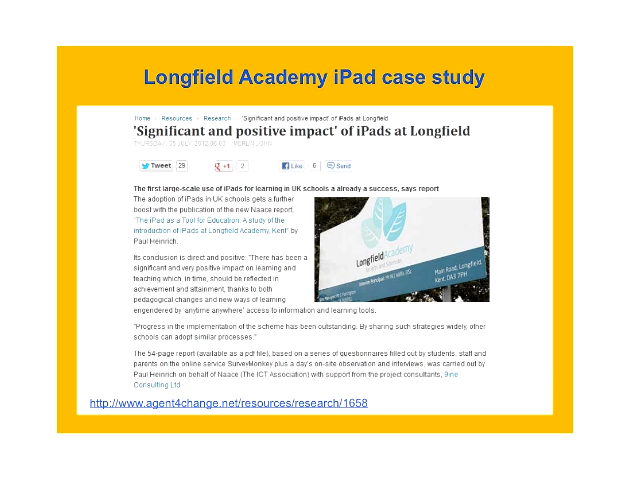 Longfield Academy iPad case study
Home › Resources › Research › 'Significant and positive impact' of iPads at Longfield
'Significant and positive impact' of iPads at Longfield
THURSDAY, 05 JULY 2012 06:03 MERLIN JOHN
Tweet 29 +1 2 Like 6 Send
The first large-scale use of iPads for learning in UK schools a already a success, says report
The adoption of iPads in UK schools gets a further
boost with the publication of the new Naace report,
"The iPad as a Tool for Education: A study of the
introduction of iPads at Longfield Academy, Kent" by
Paul Heinrich.
Its conclusion is direct and positive: "There has been a
significant and very positive impact on learning and
teaching which, in time, should be reflected in
achievement and attainment, thanks to both
pedagogical changes and new ways of learning
engendered by 'anytime anywhere' access to information and learning tools.
LongfieldAcademy
Main Road, Longfield,
Kent. DA3 7PH
"Progress in the implementation of the scheme has been outstanding. By sharing such strategies widely, other
schools can adopt similar processes."
The 54-page report (available as a pdf file), based on a series of questionnaires filled out by students, staff and
parents on the online service SurveyMonkey plus a day's on-site observation and interviews, was carried out by
Paul Heinrich on behalf of Naace (The ICT Association) with support from the project consultants, 9ine
Consulting Ltd.
http://www.agent4change.net/resources/research/1658